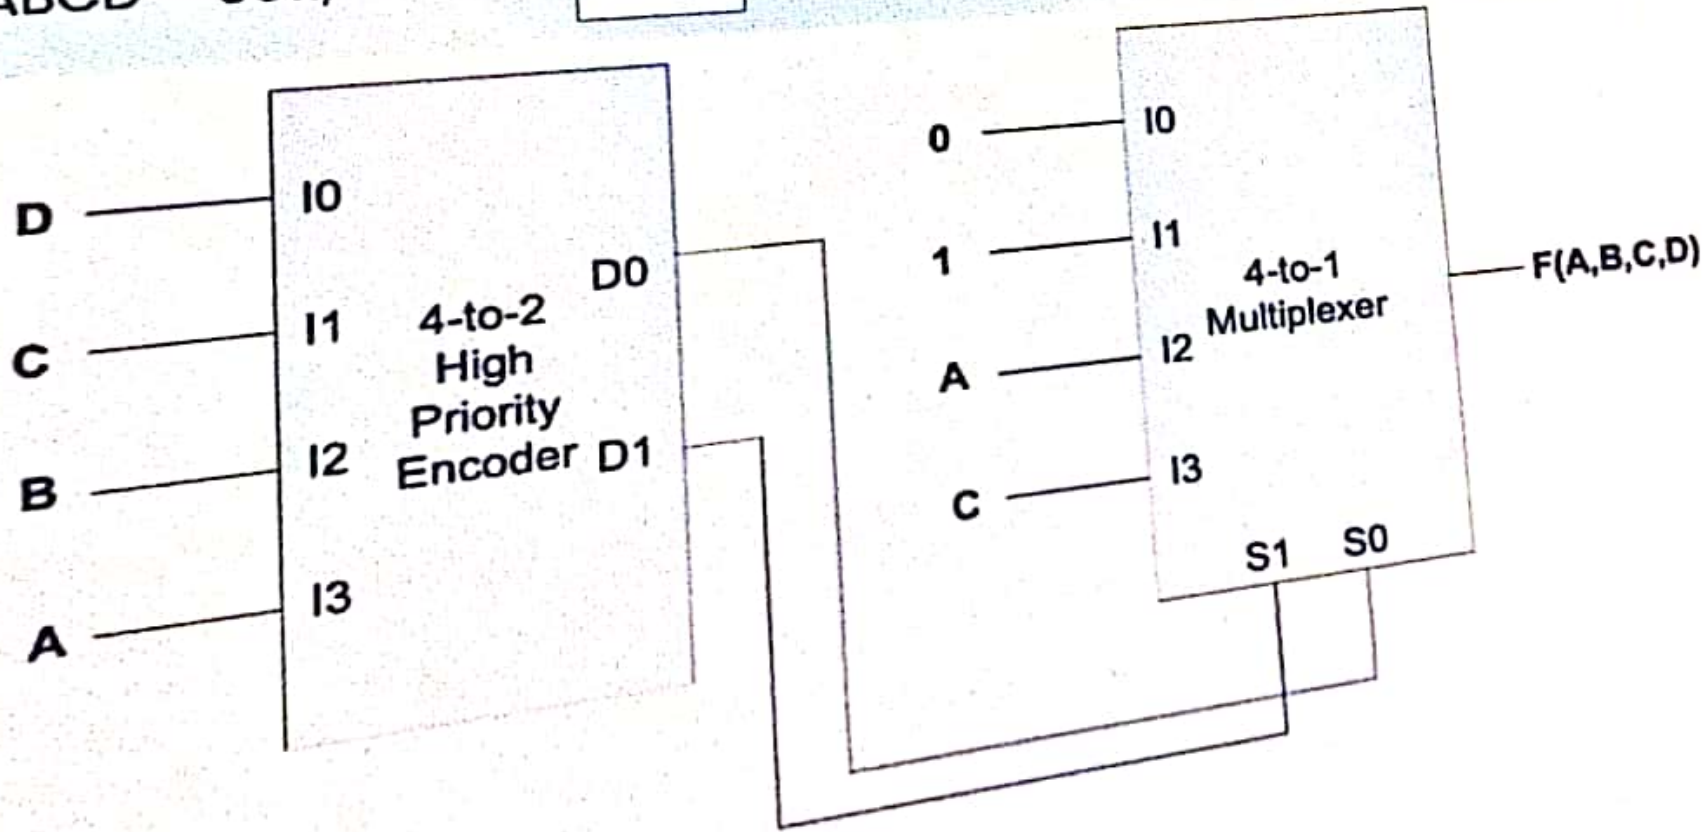 ABCD
D
C
B
A
I0
I1
I2
I3
4-to-2
High
Priority
Encoder
D0
D1
0
1
A
C
I0
I1
I2
I3
4-to-1
Multiplexer
S1 S0
F(A,B,C,D)